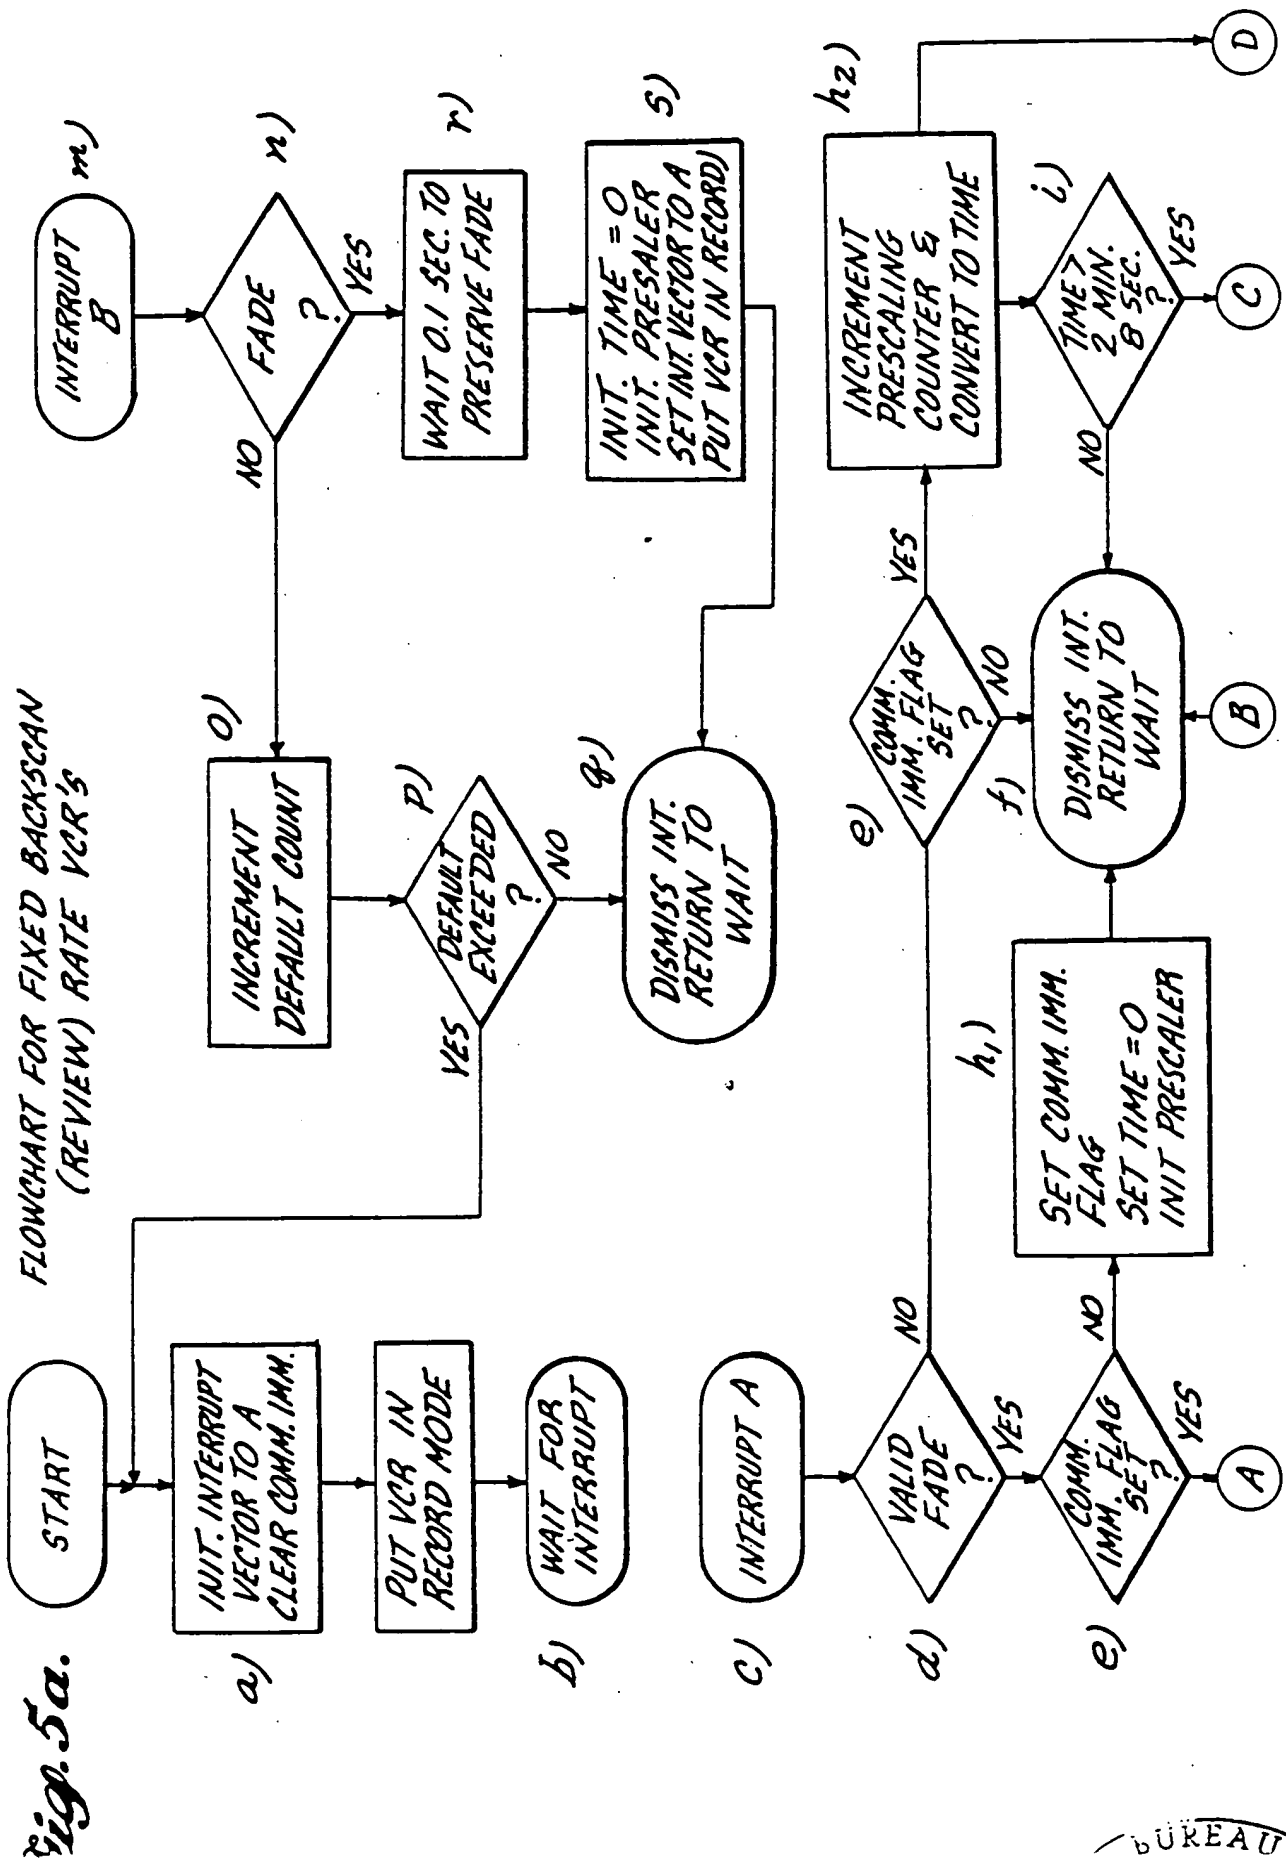 Fig. 5a.
FLOWCHART FOR FIXED BACKSCAN
(REVIEW) RATE VCR'S
START
a)
INIT. INTERRUPT
VECTOR TO A
CLEAR COMM. IMM.
PUT VCR IN
RECORD MODE
b)
WAIT FOR
INTERRUPT
INTERRUPT
B
m)
FADE
?
n)
NO
YES
O)
INCREMENT
DEFAULT COUNT
p)
DEFAULT
EXCEEDED
?
YES
NO
q)
DISMISS INT.
RETURN TO
WAIT
r)
WAIT 0.1 SEC. TO
PRESERVE FADE
s)
INIT. TIME = 0
INIT. PRESALER
SET INT. VECTOR TO A
PUT VCR IN RECORD)
c)
INTERRUPT A
d)
VALID
FADE
?
NO
YES
e)
COMM.
IMM. FLAG
SET
?
NO
YES
A
h1)
SET COMM. IMM.
FLAG
SET TIME = 0
INIT PRESCALER
e)
COMM.
IMM. FLAG
SET
?
YES
NO
f)
DISMISS INT.
RETURN TO
WAIT
B
h2)
INCREMENT
PRESCALING
COUNTER &
CONVERT TO TIME
i)
TIME >
2 MIN.
8 SEC.
?
NO
YES
C
D
BUREAU